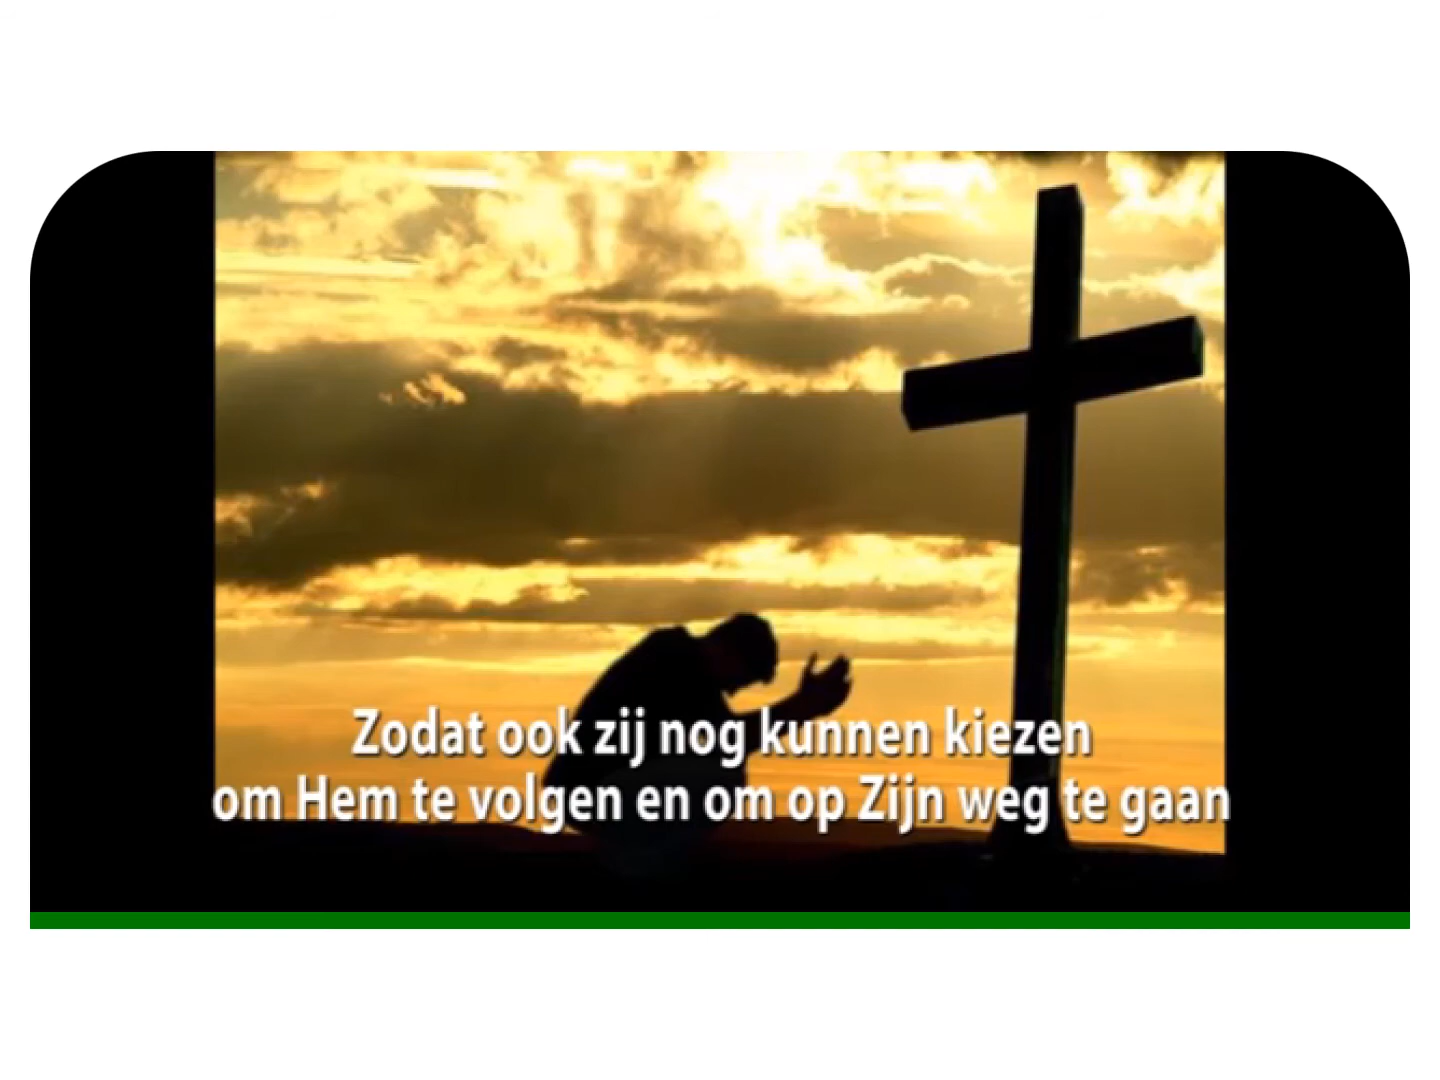 Zodat ook zij nog kunnen kiezen
om Hem te volgen en om op Zijn weg te gaan